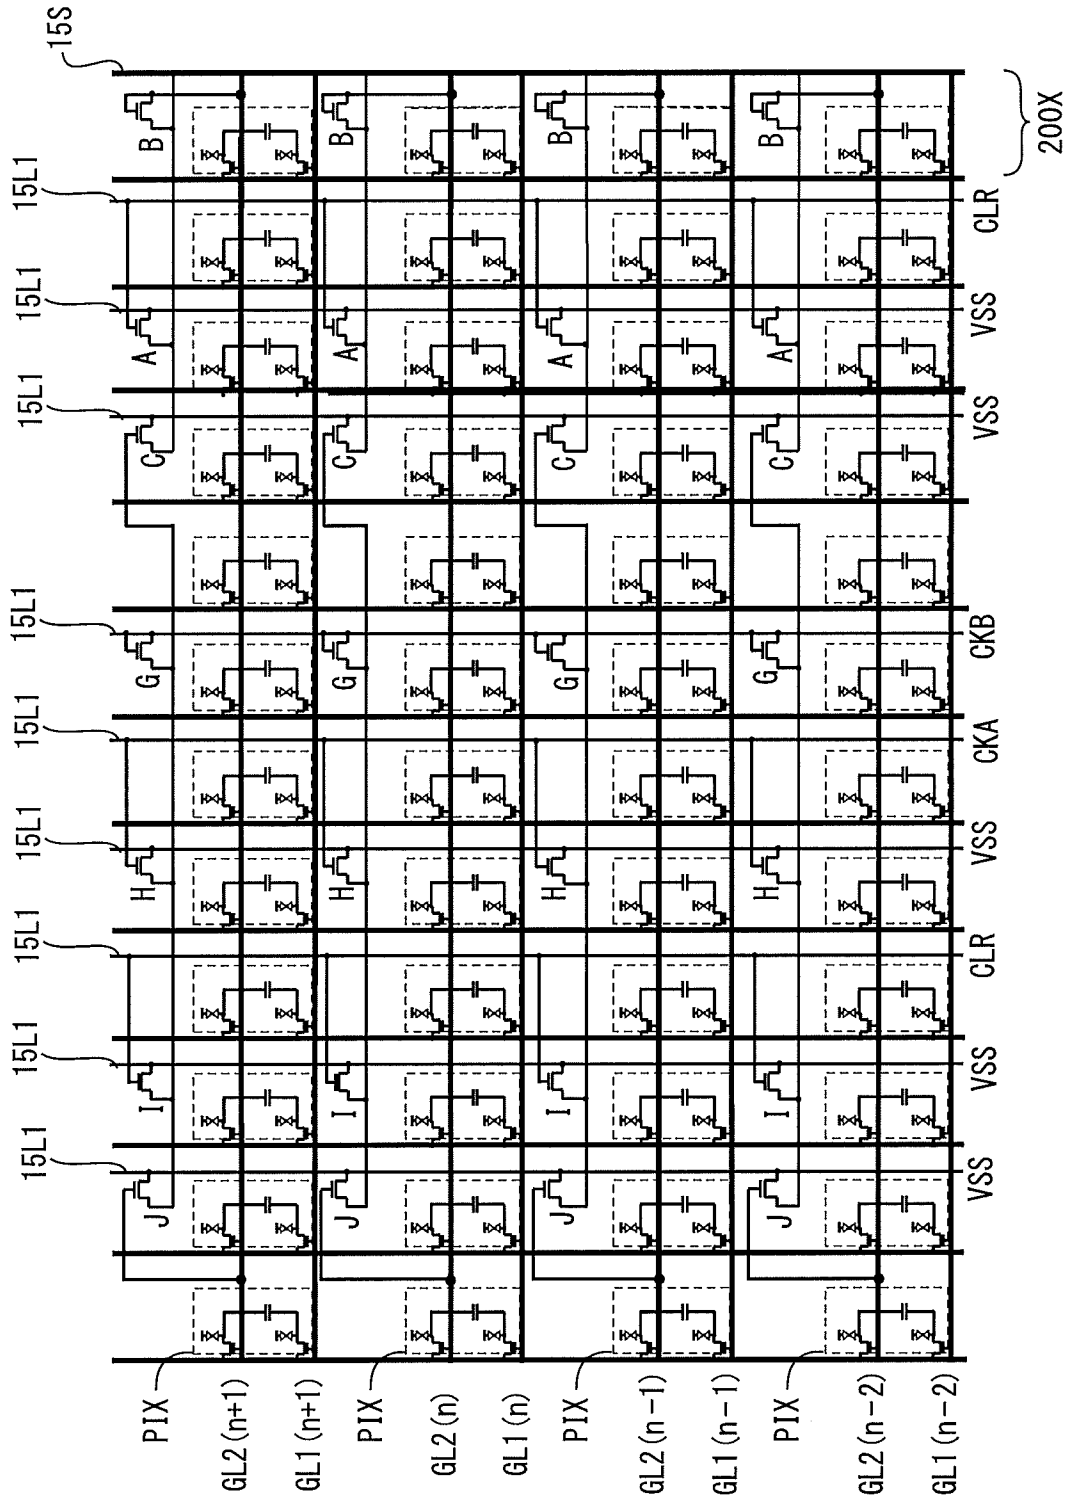 15L1 15L1 15L1 15L1 15L1 15L1 15L1 15L1 15L1 15S
J I H G C A B
PIX
GL2(n+1)
GL1(n+1)
J I H G C A B
PIX
GL2(n)
GL1(n)
J I H G C A B
PIX
GL2(n-1)
GL1(n-1)
J I H G C A B
PIX
GL2(n-2)
GL1(n-2)
VSS VSS CLR VSS CKA CKB VSS VSS CLR
200X